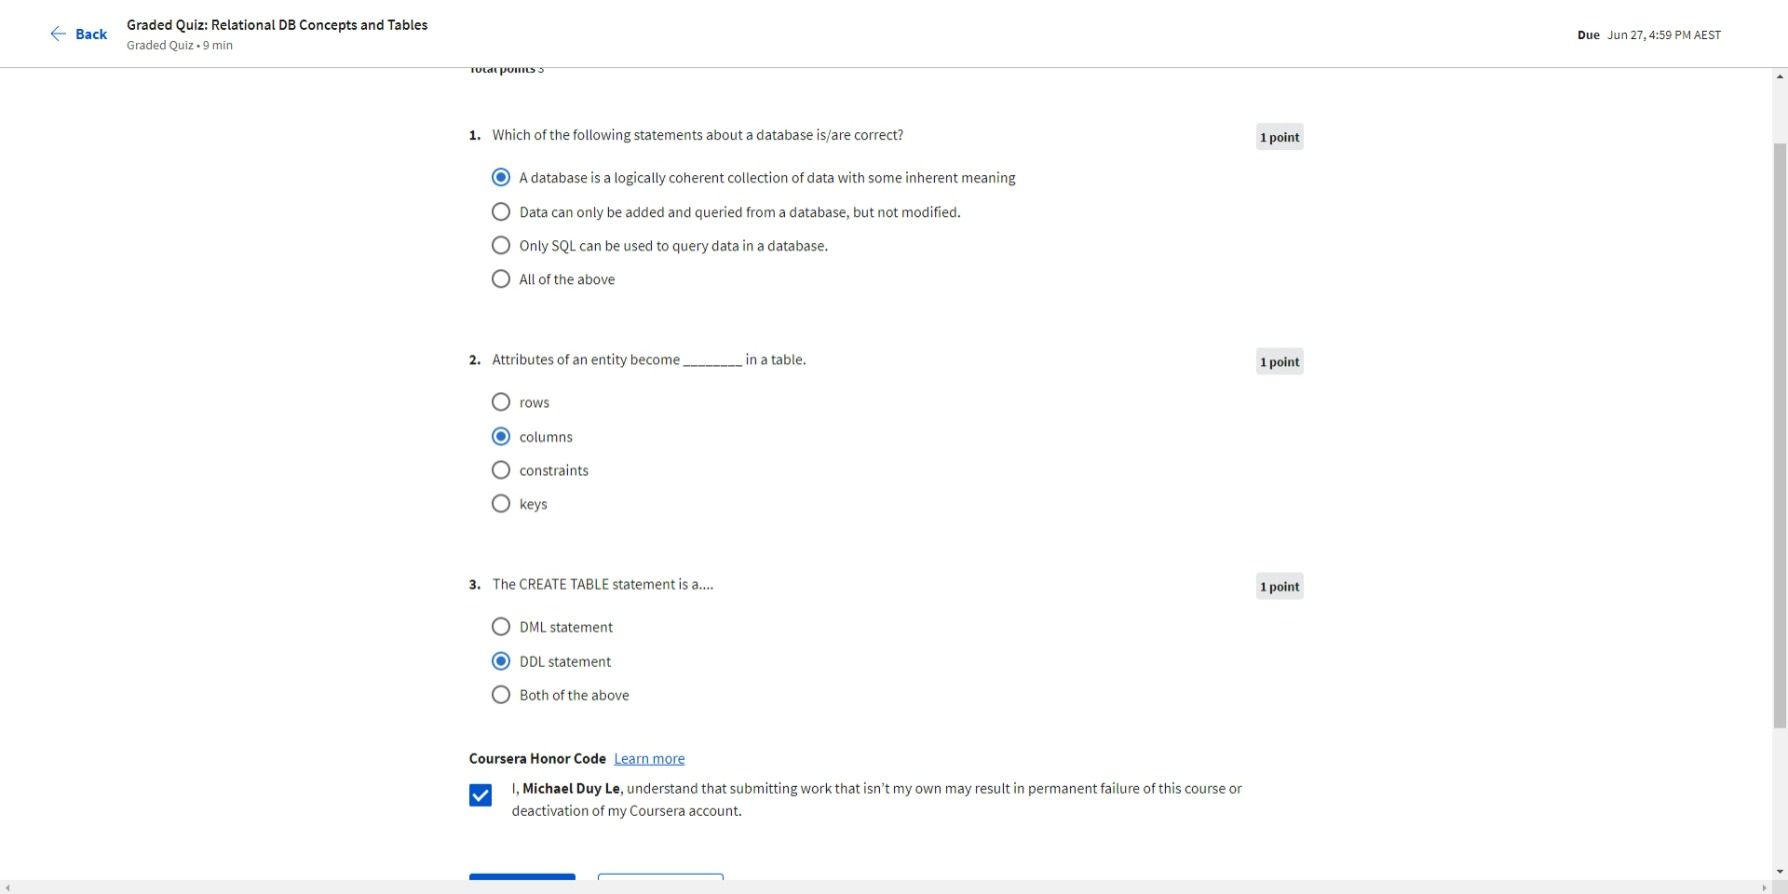 Back
Graded Quiz: Relational DB Concepts and Tables
Graded Quiz • 9 min
Due Jun 27, 4:59 PM AEST
Total points 3
1. Which of the following statements about a database is/are correct?
1 point
A database is a logically coherent collection of data with some inherent meaning
Data can only be added and queried from a database, but not modified.
Only SQL can be used to query data in a database.
All of the above
2. Attributes of an entity become ________ in a table.
1 point
rows
columns
constraints
keys
3. The CREATE TABLE statement is a....
1 point
DML statement
DDL statement
Both of the above
Coursera Honor Code Learn more
I, Michael Duy Le, understand that submitting work that isn't my own may result in permanent failure of this course or
deactivation of my Coursera account.